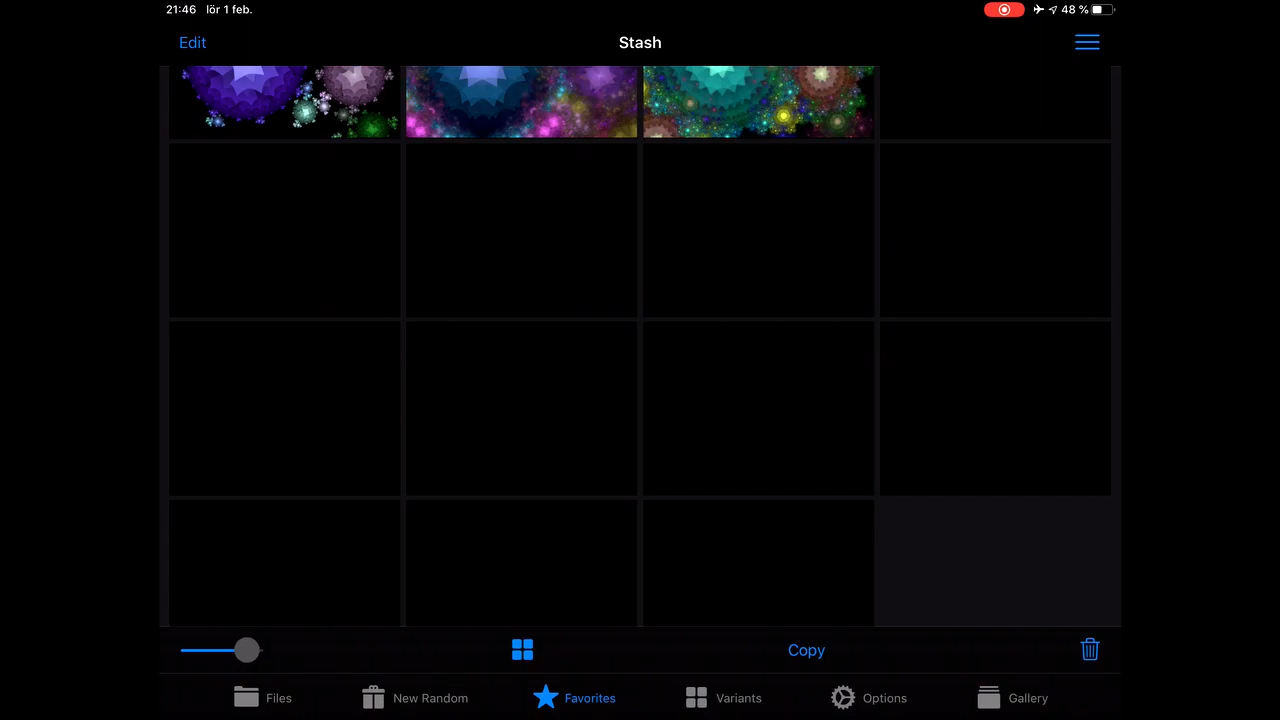 21:46 lör 1 feb. 48 %
Edit Stash
Copy
Files New Random Favorites Variants Options Gallery